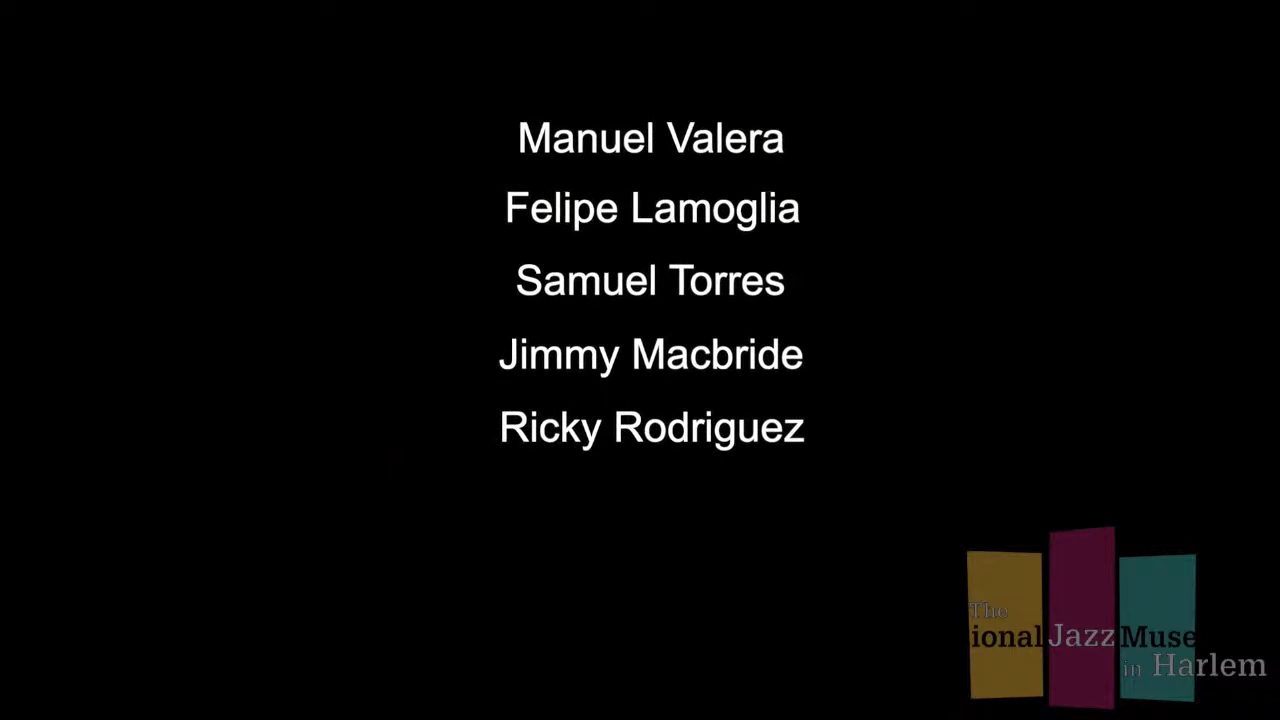 Manuel Valera
Felipe Lamoglia
Samuel Torres
Jimmy Macbride
Ricky Rodriguez
The
ional Jazz Muse
in Harlem